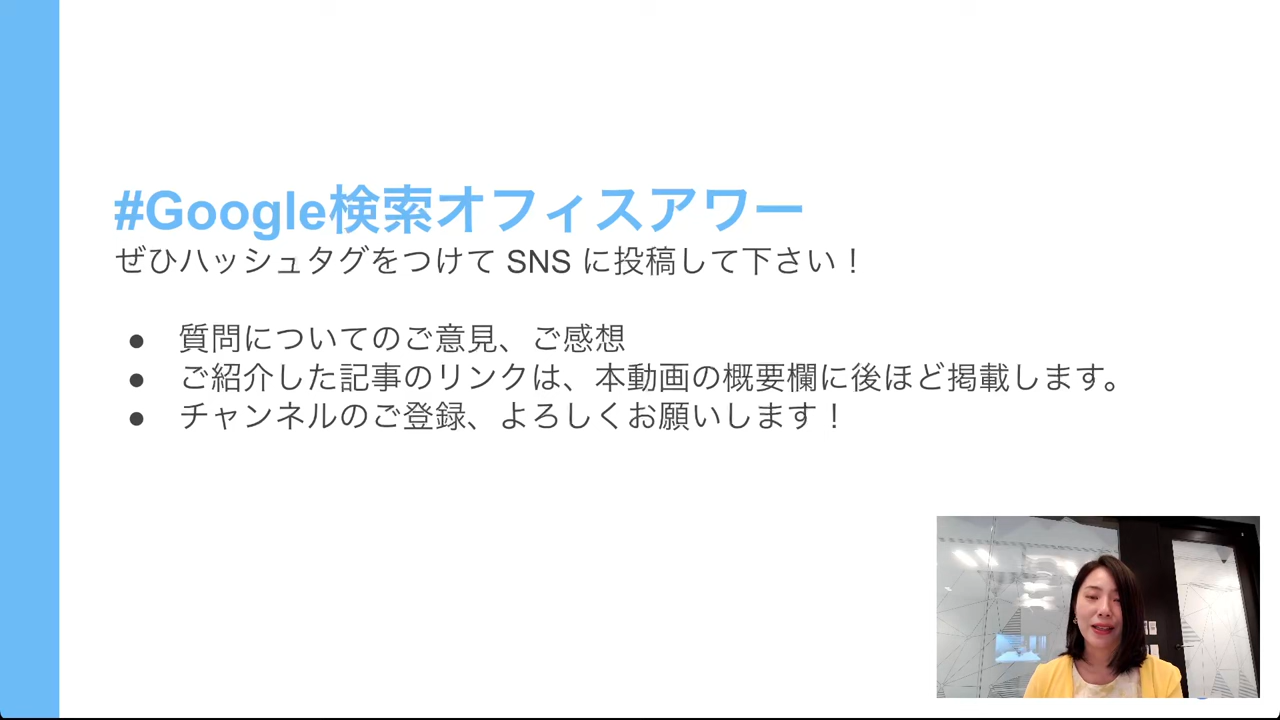 #Google検索オフィスアワー
ぜひハッシュタグをつけて SNS に投稿して下さい！
● 質問についてのご意見、ご感想
● ご紹介した記事のリンクは、本動画の概要欄に後ほど掲載します。
● チャンネルのご登録、よろしくお願いします！